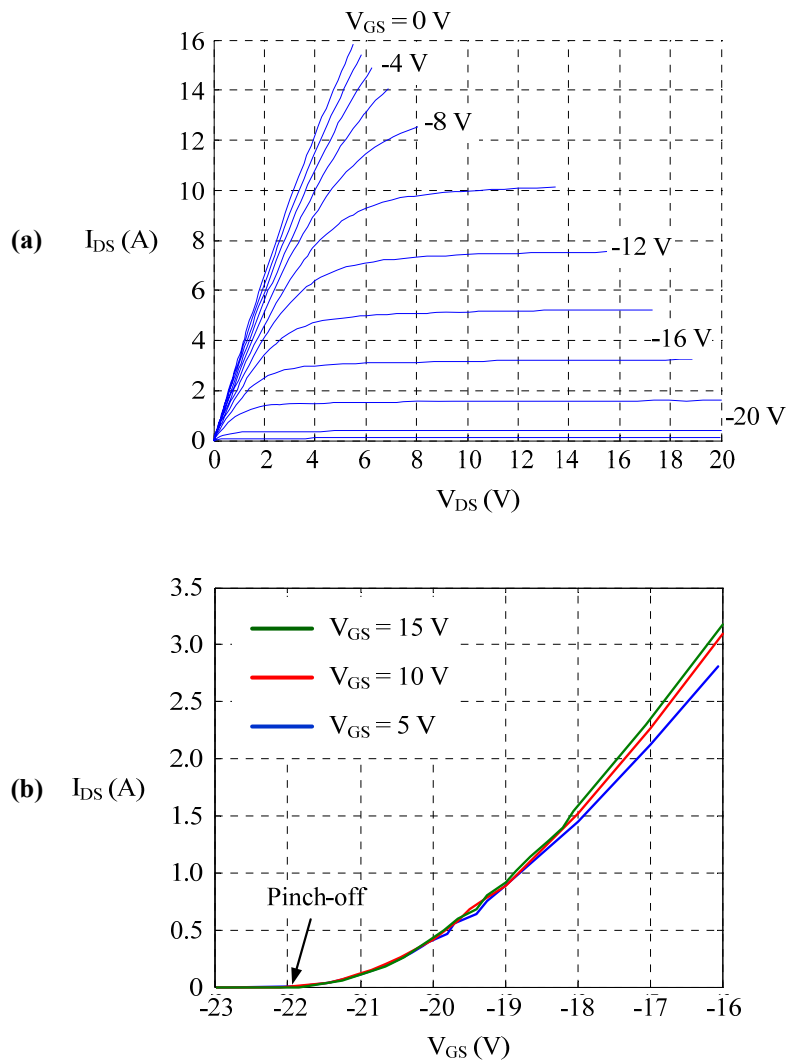 V_GS = 0 V
16
14
12
10
8
6
4
2
0
-4 V
-8 V
-12 V
-16 V
-20 V
(a)
I_DS (A)
0 2 4 6 8 10 12 14 16 18 20
V_DS (V)
3.5
3.0
2.5
2.0
1.5
1.0
0.5
0
V_GS = 15 V
V_GS = 10 V
V_GS = 5 V
(b)
I_DS (A)
Pinch-off
-23 -22 -21 -20 -19 -18 -17 -16
V_GS (V)